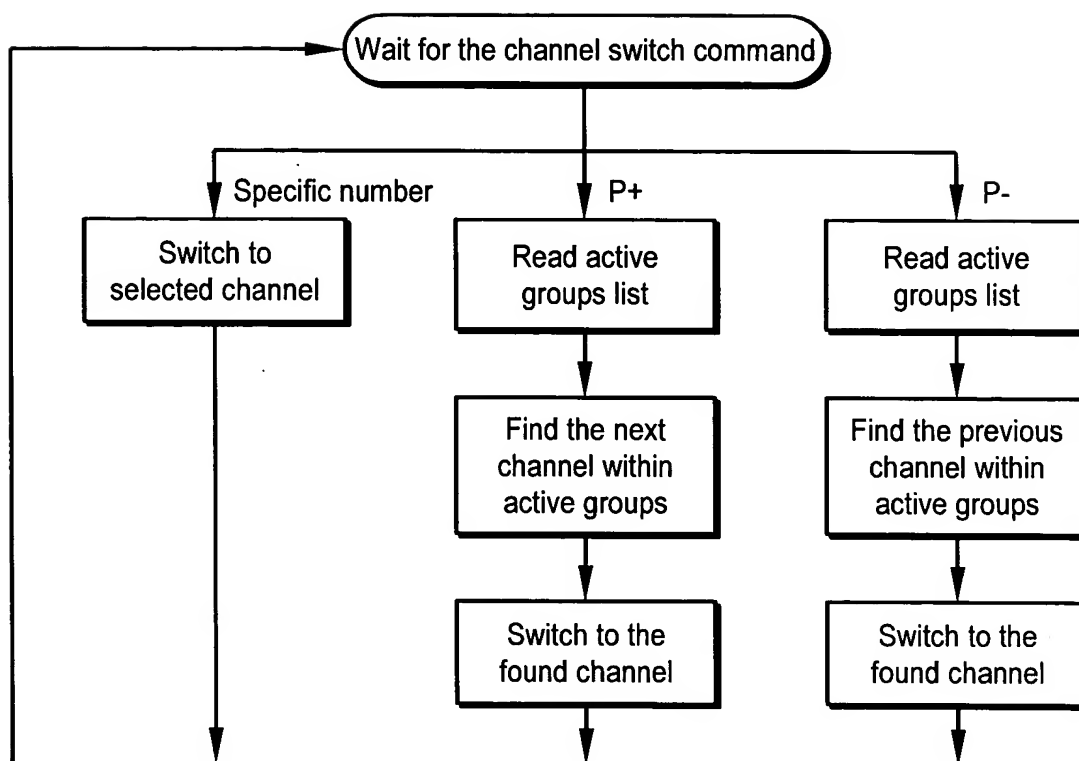 Wait for the channel switch command
Specific number
P+
P-
Switch to
selected channel
Read active
groups list
Read active
groups list
Find the next
channel within
active groups
Find the previous
channel within
active groups
Switch to the
found channel
Switch to the
found channel